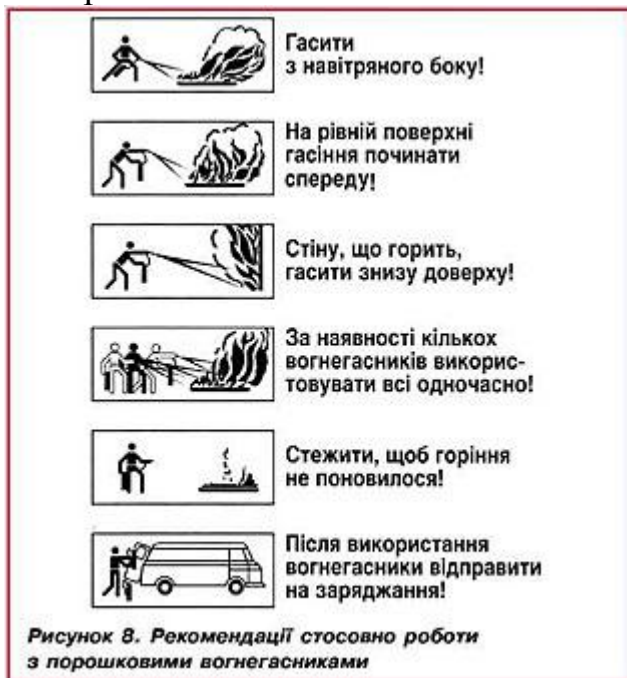 Гасити
з навітряного боку!
На рівній поверхні
гасіння починати
спереду!
Стіну, що горить,
гасити знизу доверху!
За наявності кількох
вогнегасників викорис-
товувати всі одночасно!
Стежити, щоб горіння
не поновилося!
Після використання
вогнегасники відправити
на заряджання!
Рисунок 8. Рекомендації стосовно роботи
з порошковими вогнегасниками